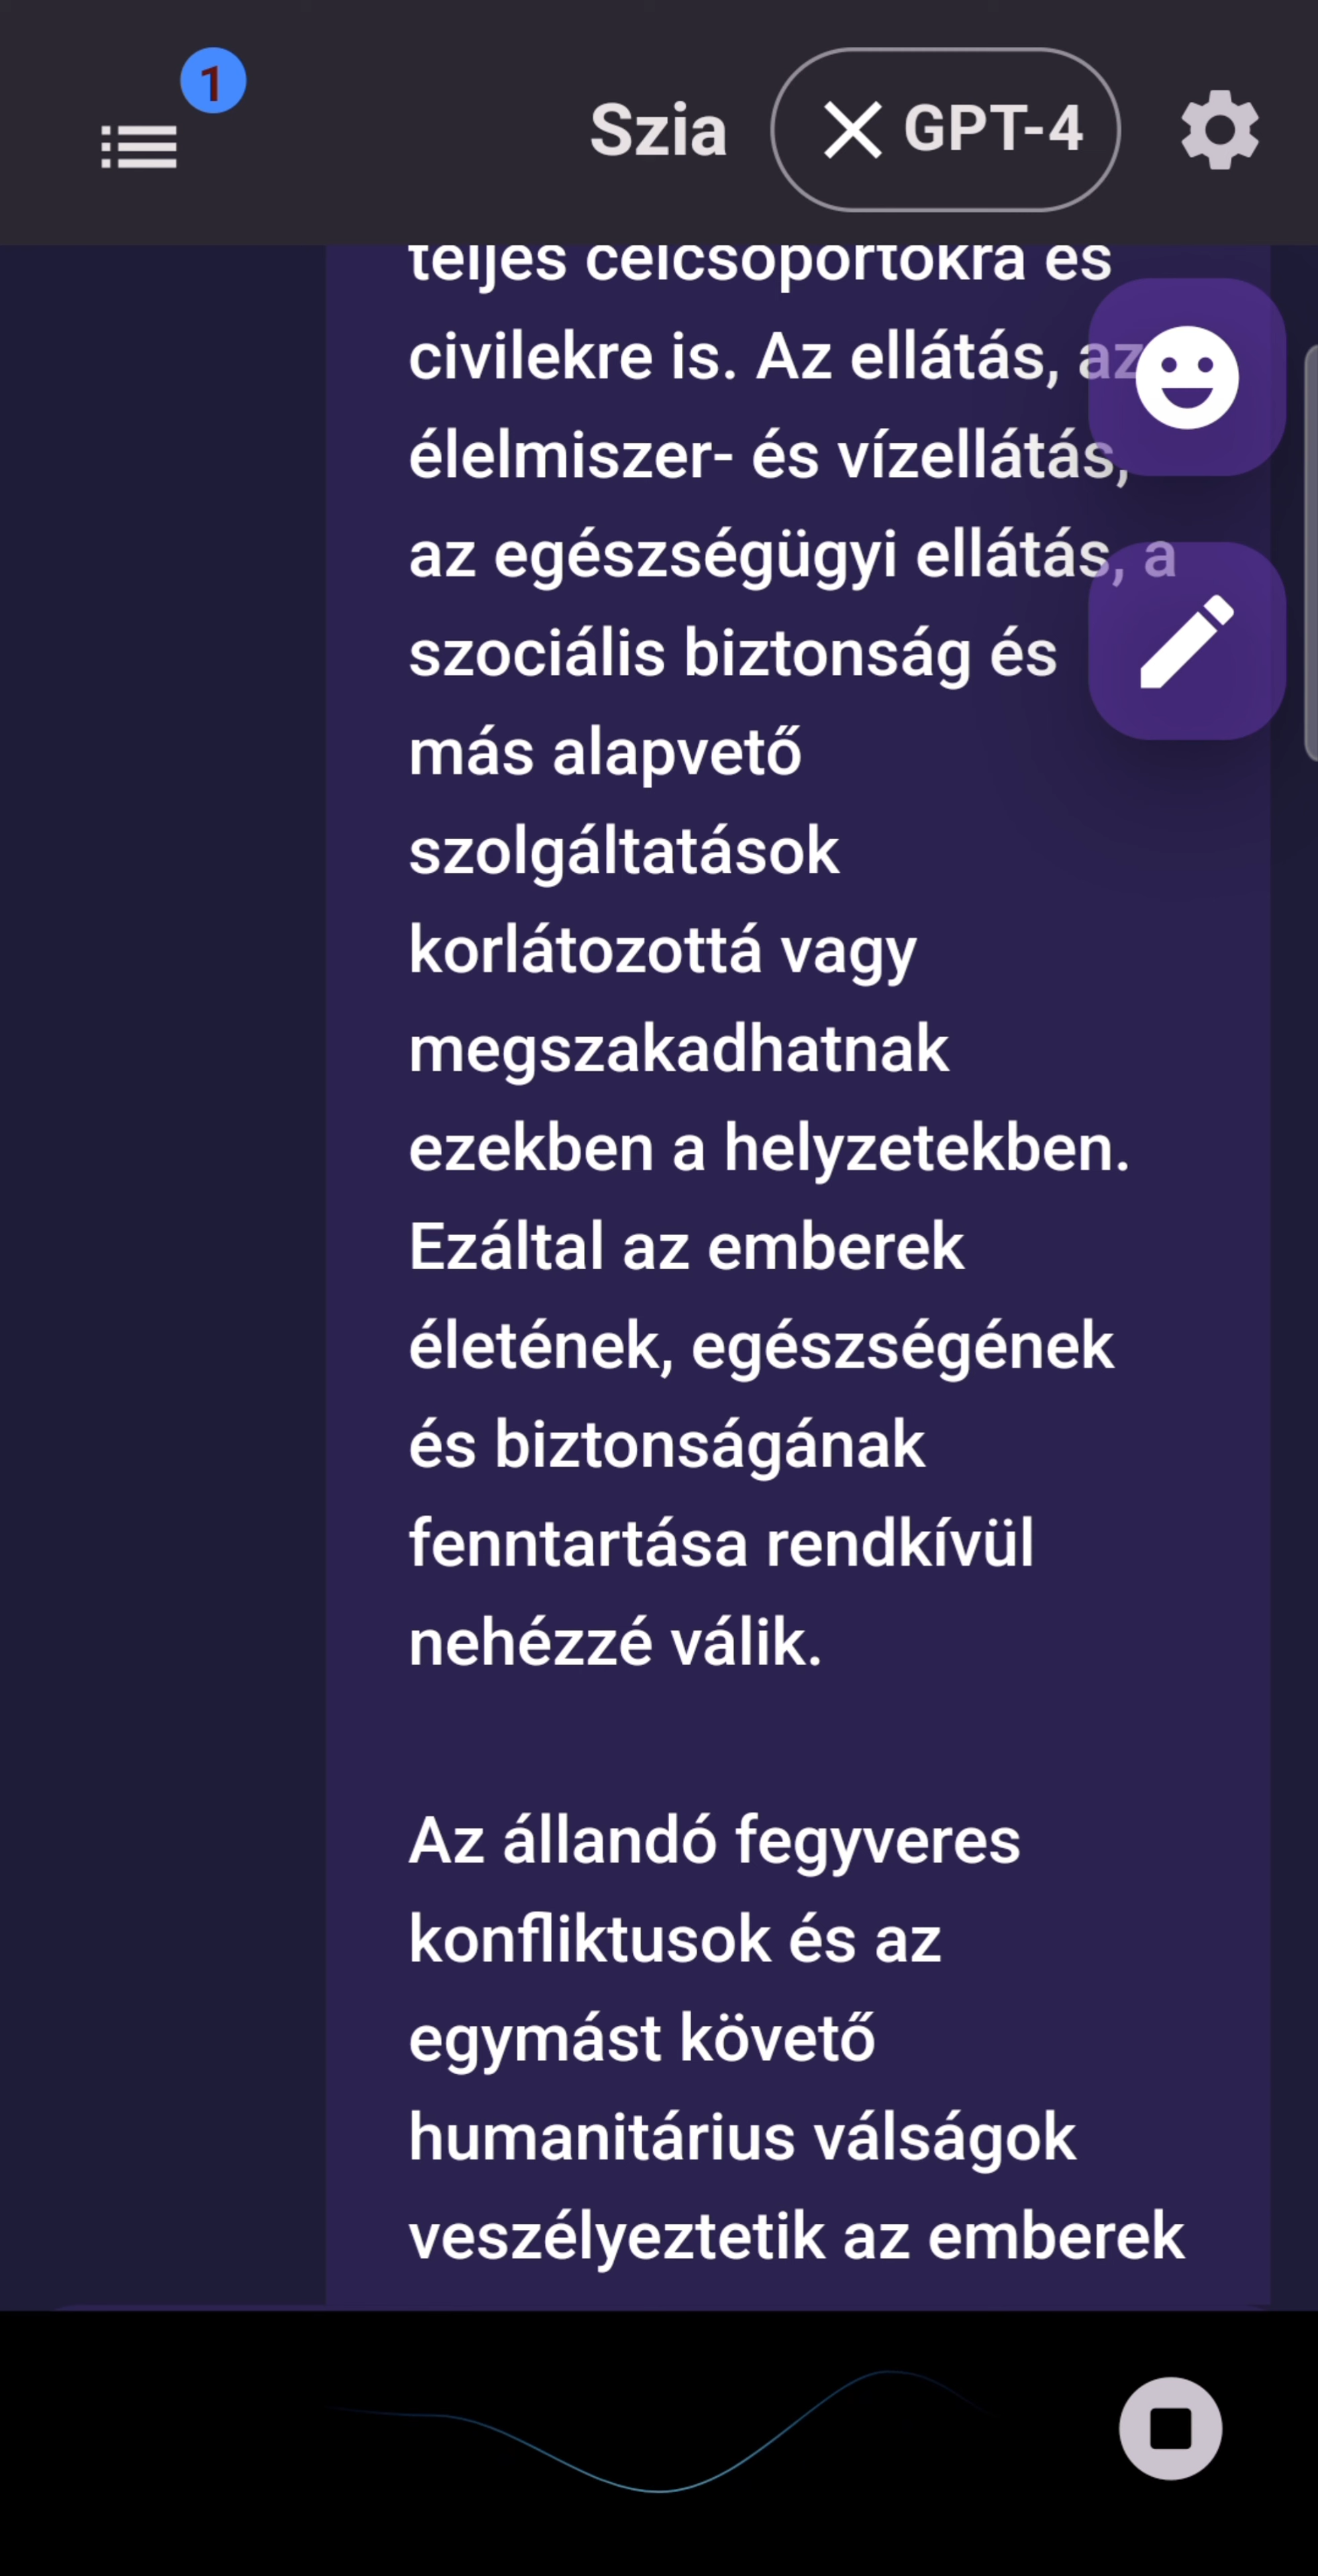 1
Szia
GPT-4
teljes célcsoportokra és
civilekre is. Az ellátás, az
élelmiszer- és vízellátás,
az egészségügyi ellátás, a
szociális biztonság és
más alapvető
szolgáltatások
korlátozottá vagy
megszakadhatnak
ezekben a helyzetekben.
Ezáltal az emberek
életének, egészségének
és biztonságának
fenntartása rendkívül
nehézzé válik.
Az állandó fegyveres
konfliktusok és az
egymást követő
humanitárius válságok
veszélyeztetik az emberek